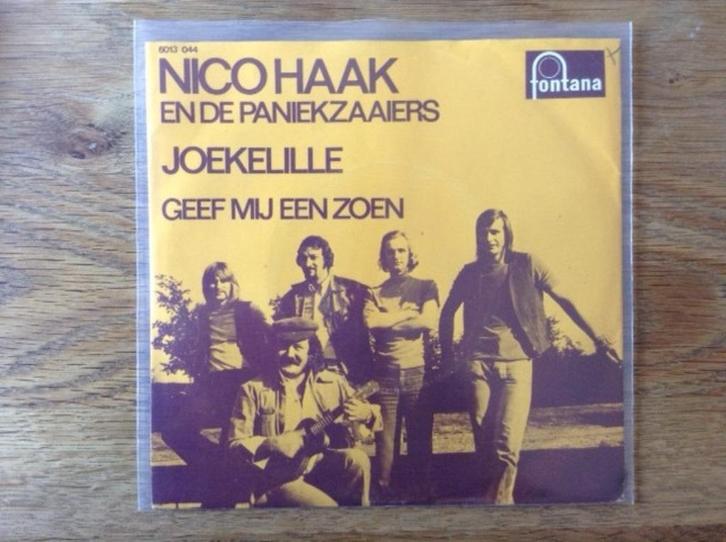 6013 044
NICO HAAK
EN DE PANIEKZAAIERS
fontana
JOEKELILLE
GEEF MIJ EEN ZOEN